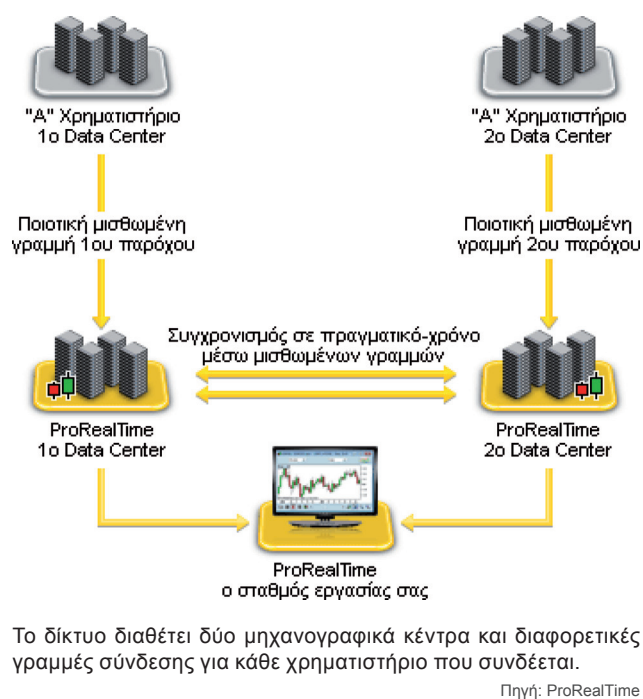 "Α" Χρηματιστήριο
1ο Data Center
"Α" Χρηματιστήριο
2ο Data Center
Ποιοτική μισθωμένη
γραμμή 1ου παρόχου
Ποιοτική μισθωμένη
γραμμή 2ου παρόχου
Συγχρονισμός σε πραγματικό-χρόνο
μέσω μισθωμένων γραμμών
ProRealTime
1ο Data Center
ProRealTime
2ο Data Center
ProRealTime
ο σταθμός εργασίας σας
Το δίκτυο διαθέτει δύο μηχανογραφικά κέντρα και διαφορετικές
γραμμές σύνδεσης για κάθε χρηματιστήριο που συνδέεται.
Πηγή: ProRealTime